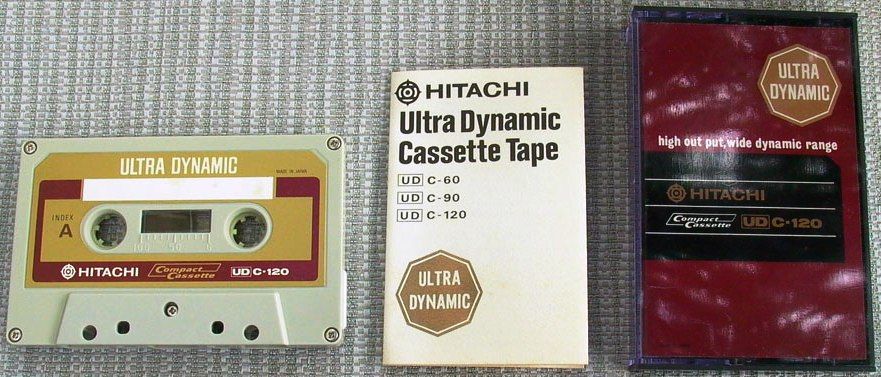 ULTRA DYNAMIC
MADE IN JAPAN
INDEX
A
100 50 0
HITACHI
Compact
Cassette
UD C-120
HITACHI
Ultra Dynamic
Cassette Tape
UD C-60
UD C-90
UD C-120
ULTRA
DYNAMIC
ULTRA
DYNAMIC
high out put,wide dynamic range
HITACHI
Compact
Cassette
UD C-120